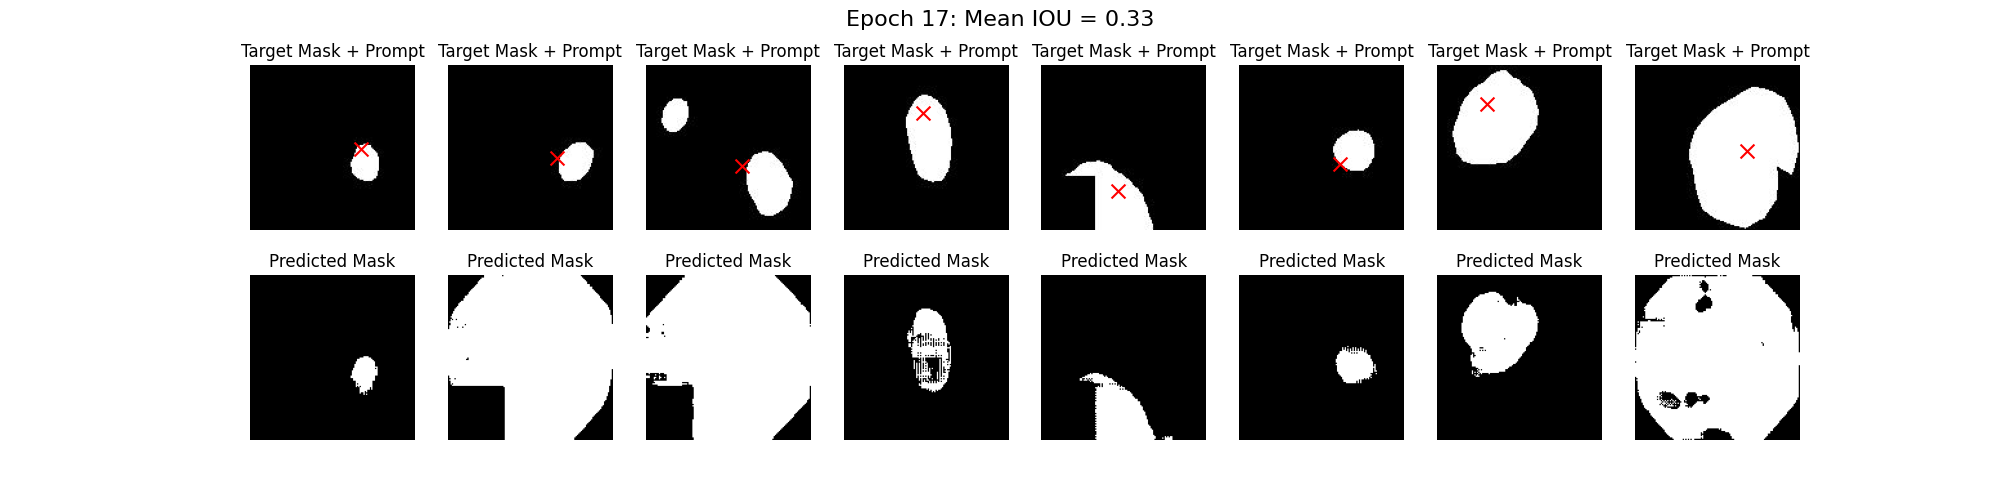 Epoch 17: Mean IOU = 0.33
Target Mask + Prompt Target Mask + Prompt Target Mask + Prompt Target Mask + Prompt Target Mask + Prompt Target Mask + Prompt Target Mask + Prompt Target Mask + Prompt
Predicted Mask Predicted Mask Predicted Mask Predicted Mask Predicted Mask Predicted Mask Predicted Mask Predicted Mask